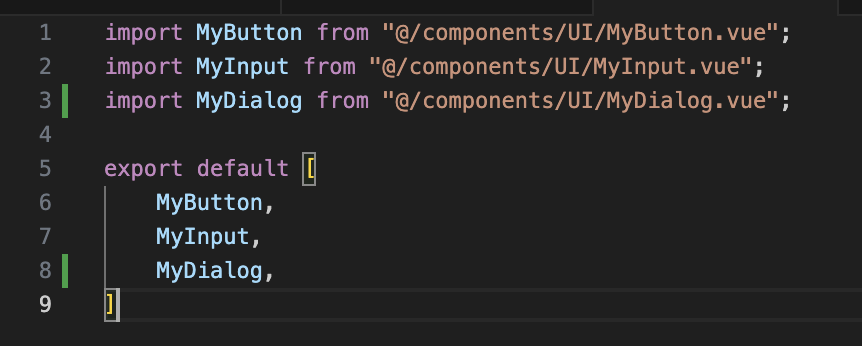 1 import MyButton from "@/components/UI/MyButton.vue";
2 import MyInput from "@/components/UI/MyInput.vue";
3 import MyDialog from "@/components/UI/MyDialog.vue";
4
5 export default [
6     MyButton,
7     MyInput,
8     MyDialog,
9 ]